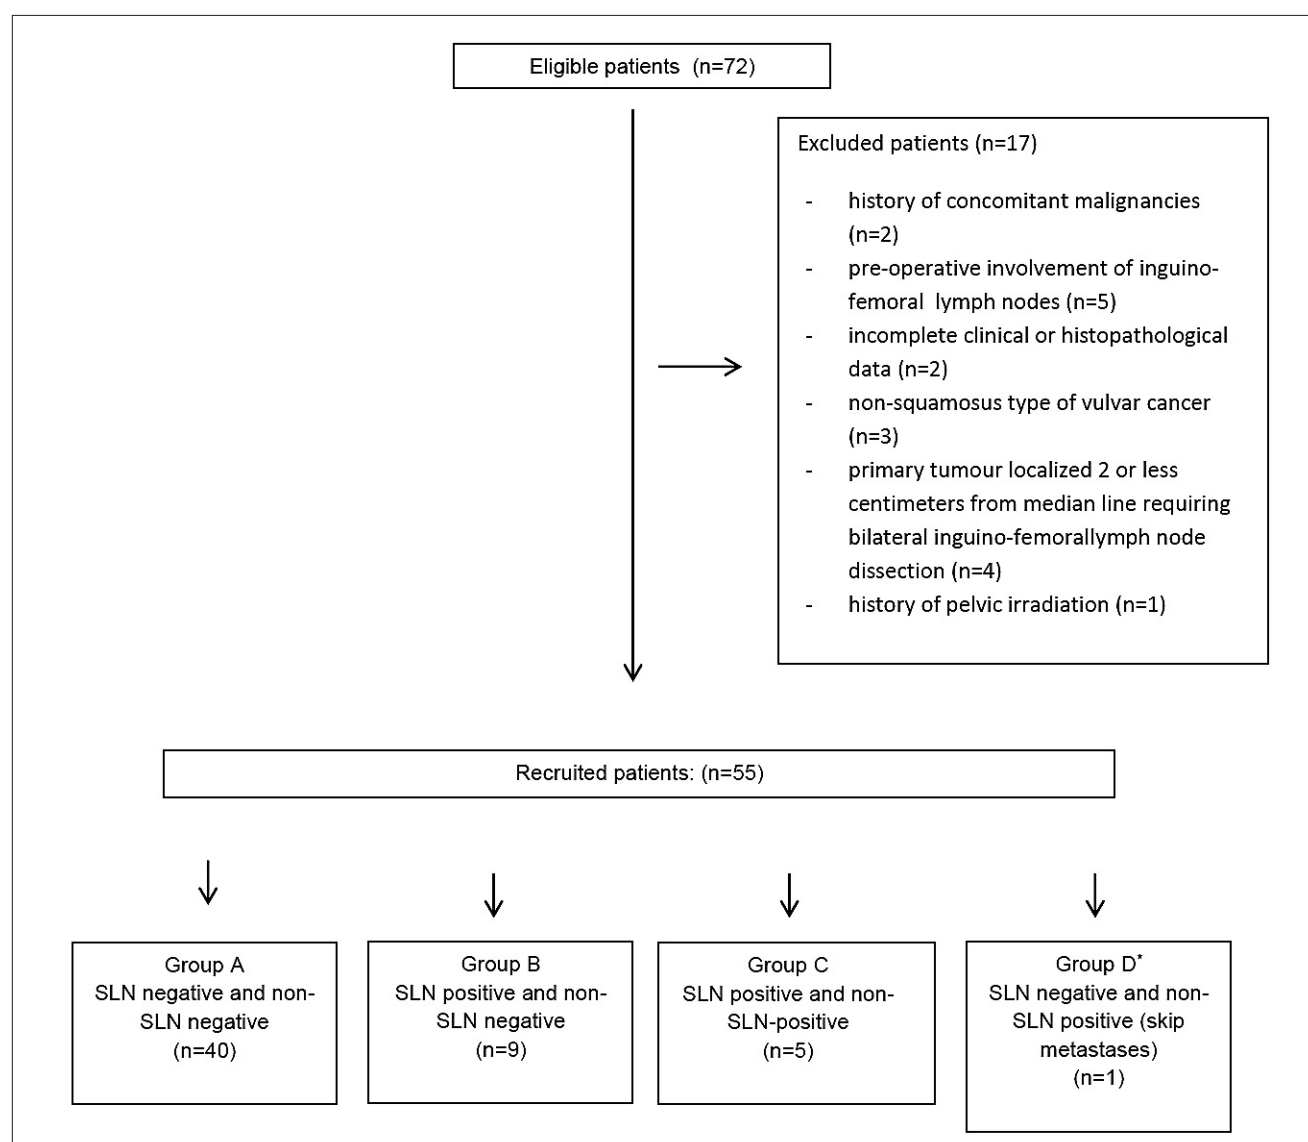 Eligible patients (n=72)
Excluded patients (n=17)
- history of concomitant malignancies
(n=2)
- pre-operative involvement of inguino-
femoral lymph nodes (n=5)
- incomplete clinical or histopathological
data (n=2)
- non-squamosus type of vulvar cancer
(n=3)
- primary tumour localized 2 or less
centimeters from median line requiring
bilateral inguino-femorallymph node
dissection (n=4)
- history of pelvic irradiation (n=1)
Recruited patients: (n=55)
Group A
SLN negative and non-
SLN negative
(n=40)
Group B
SLN positive and non-
SLN negative
(n=9)
Group C
SLN positive and non-
SLN-positive
(n=5)
Group D*
SLN negative and non-
SLN positive (skip
metastases)
(n=1)